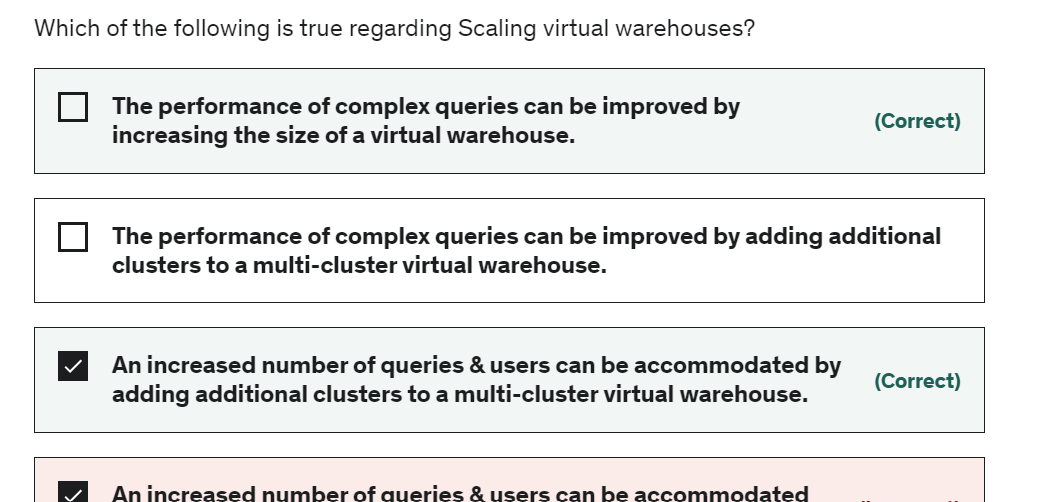 Which of the following is true regarding Scaling virtual warehouses?
The performance of complex queries can be improved by
increasing the size of a virtual warehouse.
(Correct)
The performance of complex queries can be improved by adding additional
clusters to a multi-cluster virtual warehouse.
An increased number of queries & users can be accommodated by
adding additional clusters to a multi-cluster virtual warehouse.
(Correct)
An increased number of queries & users can be accommodated